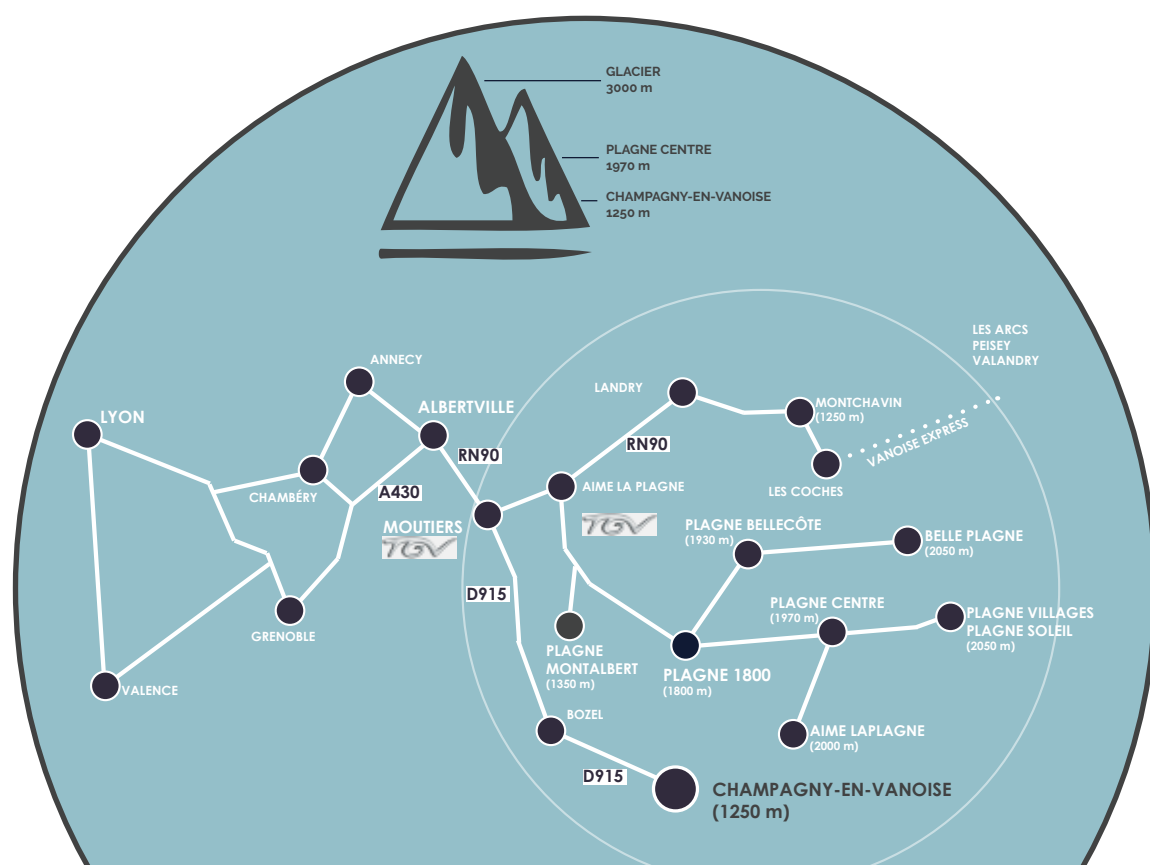 GLACIER
3000 m
PLAGNE CENTRE
1970 m
CHAMPAGNY-EN-VANOISE
1250 m
LES ARCS
PEISEY
VALANDRY
ANNECY
LANDRY
LYON
ALBERTVILLE
MONTCHAVIN
(1250 m)
RN90
RN90
VANOISE EXPRESS
CHAMBÉRY
A430
AIME LA PLAGNE
LES COCHES
MOUTIERS
TGV
TGV
PLAGNE BELLECÔTE
(1930 m)
BELLE PLAGNE
(2050 m)
D915
PLAGNE CENTRE
(1970 m)
PLAGNE VILLAGES
PLAGNE SOLEIL
(2050 m)
GRENOBLE
PLAGNE
MONTALBERT
(1350 m)
PLAGNE 1800
(1800 m)
VALENCE
BOZEL
AIME LAPLAGNE
(2000 m)
D915
CHAMPAGNY-EN-VANOISE
(1250 m)